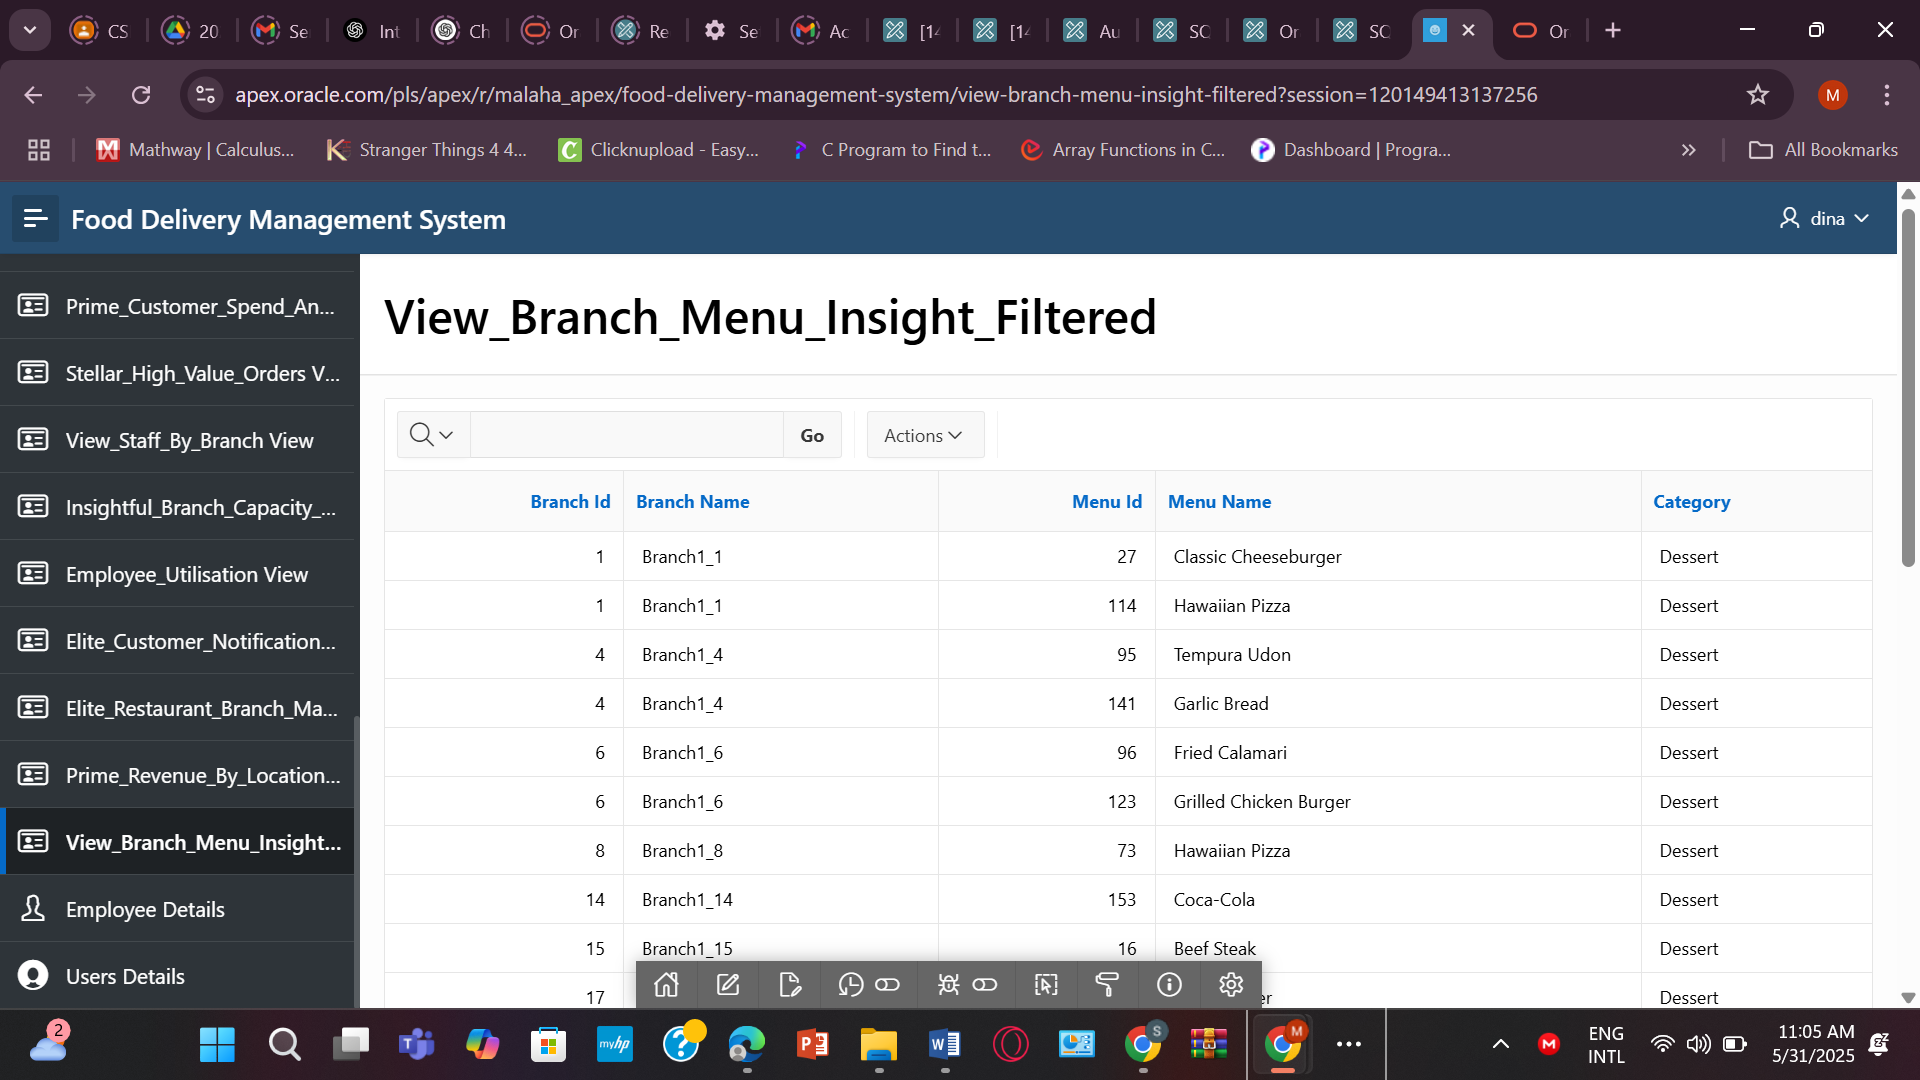 CS
20
Se
Int
Ch
Or
Re
Se
Ac
[14
[14
Au
SQ
Or
SQ
Or
apex.oracle.com/pls/apex/r/malaha_apex/food-delivery-management-system/view-branch-menu-insight-filtered?session=120149413137256
M
Mathway | Calculus...
Stranger Things 4 4...
Clicknupload - Easy...
C Program to Find t...
Array Functions in C...
Dashboard | Progra...
All Bookmarks
Food Delivery Management System
dina
Prime_Customer_Spend_An...
Stellar_High_Value_Orders V...
View_Staff_By_Branch View
Insightful_Branch_Capacity_...
Employee_Utilisation View
Elite_Customer_Notification...
Elite_Restaurant_Branch_Ma...
Prime_Revenue_By_Location...
View_Branch_Menu_Insight...
Employee Details
Users Details
View_Branch_Menu_Insight_Filtered
Go
Actions
Branch Id Branch Name Menu Id Menu Name Category
1 Branch1_1 27 Classic Cheeseburger Dessert
1 Branch1_1 114 Hawaiian Pizza Dessert
4 Branch1_4 95 Tempura Udon Dessert
4 Branch1_4 141 Garlic Bread Dessert
6 Branch1_6 96 Fried Calamari Dessert
6 Branch1_6 123 Grilled Chicken Burger Dessert
8 Branch1_8 73 Hawaiian Pizza Dessert
14 Branch1_14 153 Coca-Cola Dessert
15 Branch1_15 16 Beef Steak Dessert
17 er Dessert
2
myhp
S
M
M
ENG
INTL
11:05 AM
5/31/2025